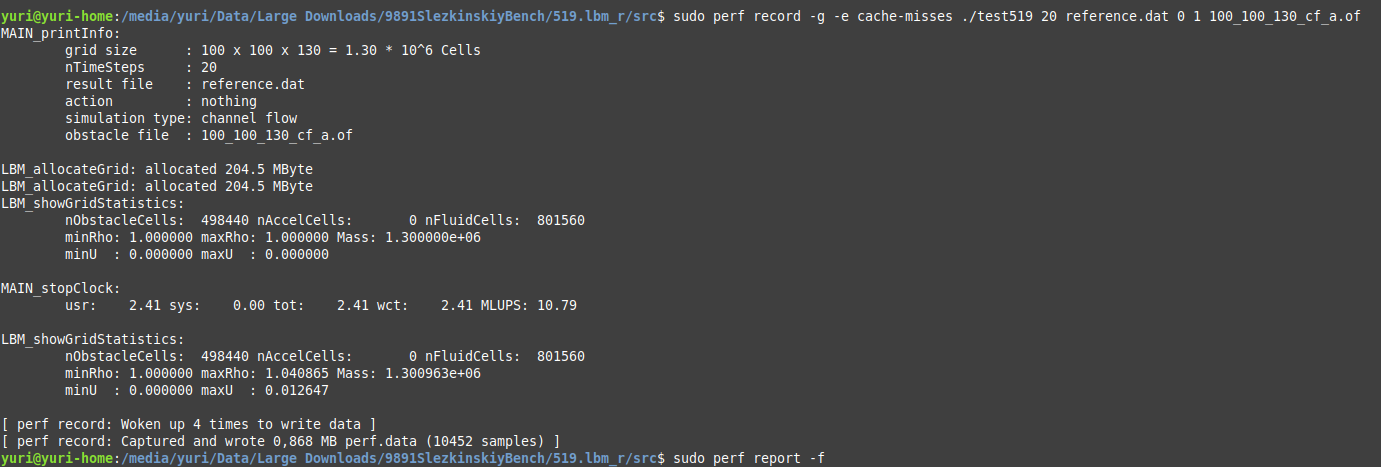 yuri@yuri-home:/media/yuri/Data/Large Downloads/9891SlezkinskiyBench/519.lbm_r/src$ sudo perf record -g -e cache-misses ./test519 20 reference.dat 0 1 100_100_130_cf_a.of
MAIN_printInfo:
        grid size      : 100 x 100 x 130 = 1.30 * 10^6 Cells
        nTimeSteps     : 20
        result file    : reference.dat
        action         : nothing
        simulation type: channel flow
        obstacle file  : 100_100_130_cf_a.of

LBM_allocateGrid: allocated 204.5 MByte
LBM_allocateGrid: allocated 204.5 MByte
LBM_showGridStatistics:
        nObstacleCells:  498440 nAccelCells:       0 nFluidCells:  801560
        minRho: 1.000000 maxRho: 1.000000 Mass: 1.300000e+06
        minU  : 0.000000 maxU  : 0.000000

MAIN_stopClock:
        usr:    2.41 sys:    0.00 tot:    2.41 wct:    2.41 MLUPS: 10.79

LBM_showGridStatistics:
        nObstacleCells:  498440 nAccelCells:       0 nFluidCells:  801560
        minRho: 1.000000 maxRho: 1.040865 Mass: 1.300963e+06
        minU  : 0.000000 maxU  : 0.012647

[ perf record: Woken up 4 times to write data ]
[ perf record: Captured and wrote 0,868 MB perf.data (10452 samples) ]
yuri@yuri-home:/media/yuri/Data/Large Downloads/9891SlezkinskiyBench/519.lbm_r/src$ sudo perf report -f